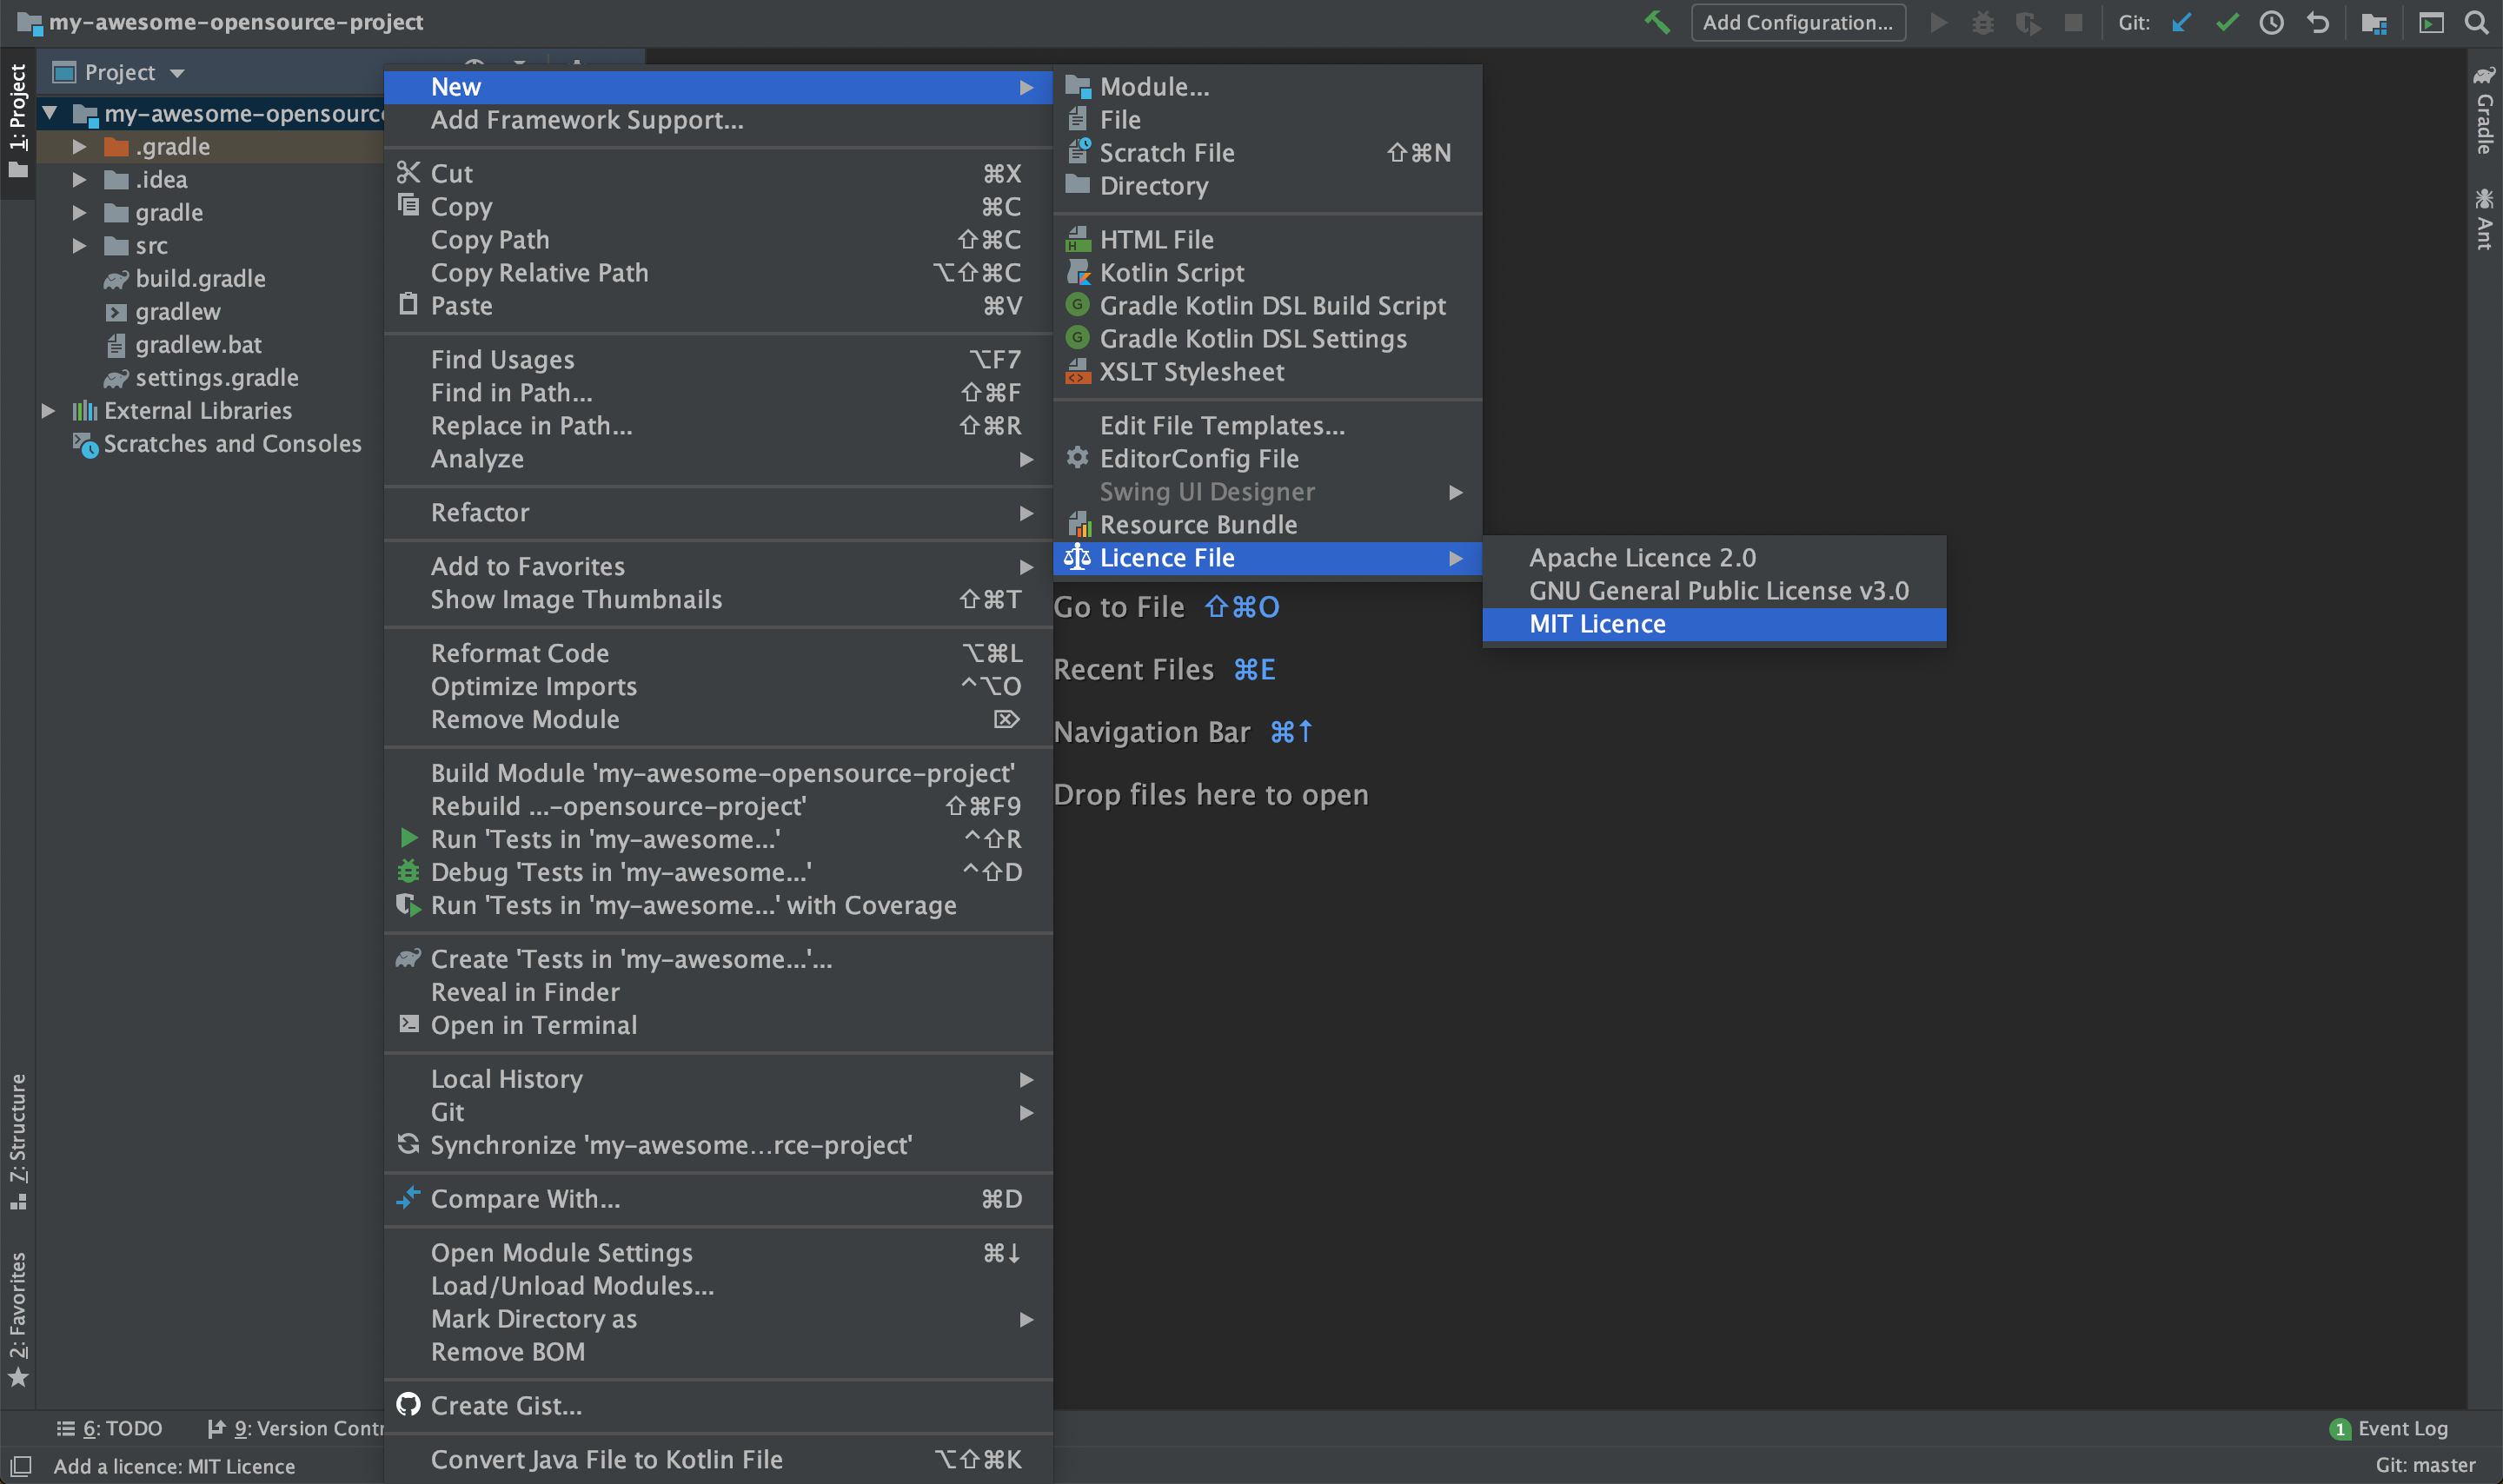 my-awesome-opensource-project
Add Configuration...
Git:
1: Project
Project
my-awesome-opensource
.gradle
.idea
gradle
src
build.gradle
gradlew
gradlew.bat
settings.gradle
External Libraries
Scratches and Consoles
7: Structure
2: Favorites
New
Add Framework Support...
Cut ⌘X
Copy ⌘C
Copy Path ⇧⌘C
Copy Relative Path ⌥⇧⌘C
Paste ⌘V
Find Usages ⌥F7
Find in Path... ⇧⌘F
Replace in Path... ⇧⌘R
Analyze
Refactor
Add to Favorites
Show Image Thumbnails ⇧⌘T
Reformat Code ⌥⌘L
Optimize Imports ^⌥O
Remove Module ⌦
Build Module 'my-awesome-opensource-project'
Rebuild ...-opensource-project' ⇧⌘F9
Run 'Tests in 'my-awesome...' ^⇧R
Debug 'Tests in 'my-awesome...' ^⇧D
Run 'Tests in 'my-awesome...' with Coverage
Create 'Tests in 'my-awesome...'...
Reveal in Finder
Open in Terminal
Local History
Git
Synchronize 'my-awesome...rce-project'
Compare With... ⌘D
Open Module Settings ⌘↓
Load/Unload Modules...
Mark Directory as
Remove BOM
Create Gist...
Convert Java File to Kotlin File ⌥⇧⌘K
Module...
File
Scratch File ⇧⌘N
Directory
HTML File
Kotlin Script
Gradle Kotlin DSL Build Script
Gradle Kotlin DSL Settings
XSLT Stylesheet
Edit File Templates...
EditorConfig File
Swing UI Designer
Resource Bundle
Licence File
Apache Licence 2.0
GNU General Public License v3.0
MIT Licence
Go to File ⇧⌘O
Recent Files ⌘E
Navigation Bar ⌘↑
Drop files here to open
Gradle
Ant
6: TODO
9: Version Contr
1 Event Log
Add a licence: MIT Licence
Git: master